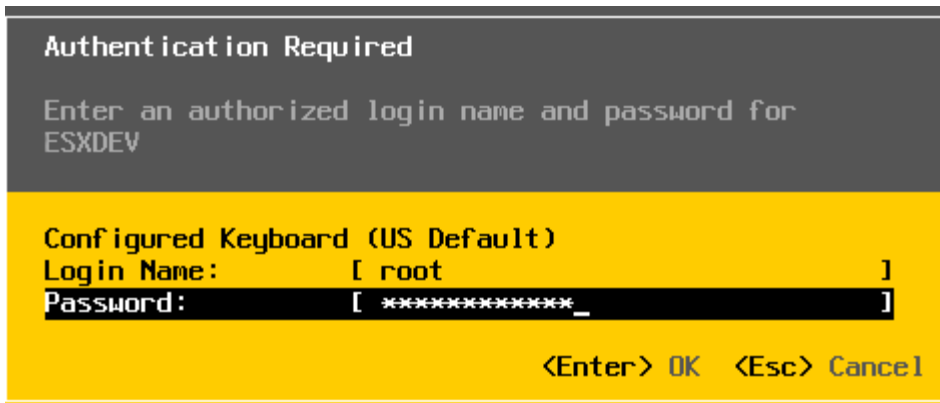 Authentication Required
Enter an authorized login name and password for
ESXDEV
Configured Keyboard (US Default)
Login Name: [ root ]
Password: [ ************_ ]
<Enter> OK <Esc> Cancel